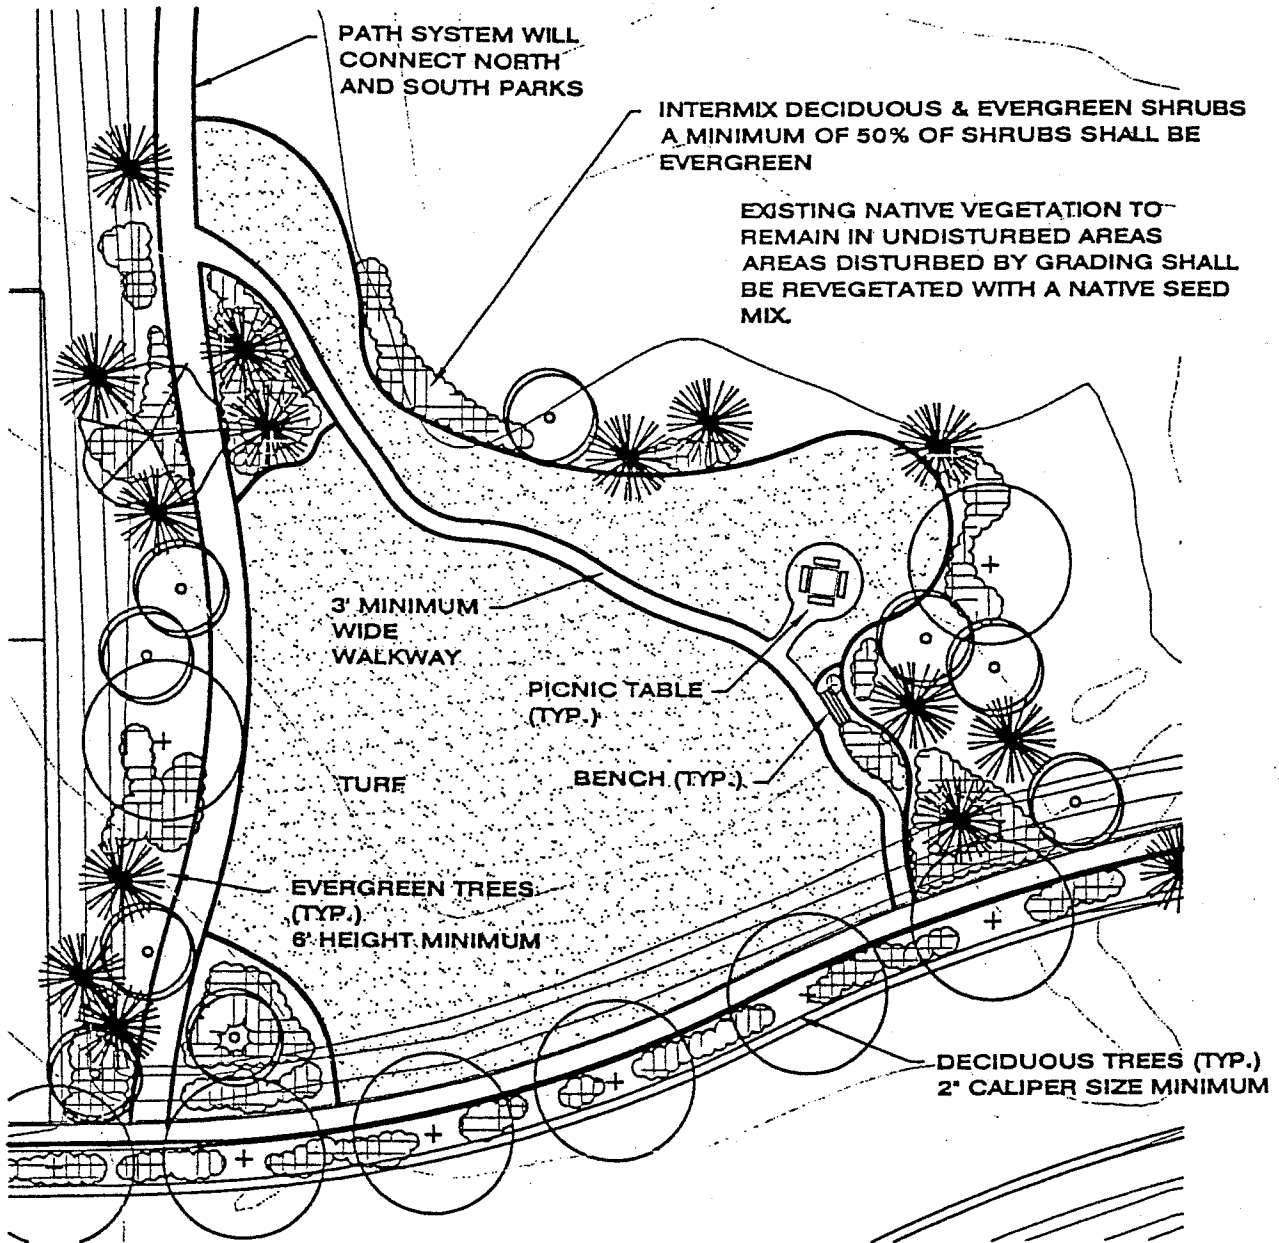 PATH SYSTEM WILL
CONNECT NORTH
AND SOUTH PARKS
INTERMIX DECIDUOUS & EVERGREEN SHRUBS
A MINIMUM OF 50% OF SHRUBS SHALL BE
EVERGREEN
EXISTING NATIVE VEGETATION TO
REMAIN IN UNDISTURBED AREAS
AREAS DISTURBED BY GRADING SHALL
BE REVEGETATED WITH A NATIVE SEED
MIX.
3' MINIMUM
WIDE
WALKWAY
PICNIC TABLE
(TYP.)
BENCH (TYP.)
TURF
EVERGREEN TREES
(TYP.)
6' HEIGHT MINIMUM
DECIDUOUS TREES (TYP.)
2" CALIPER SIZE MINIMUM